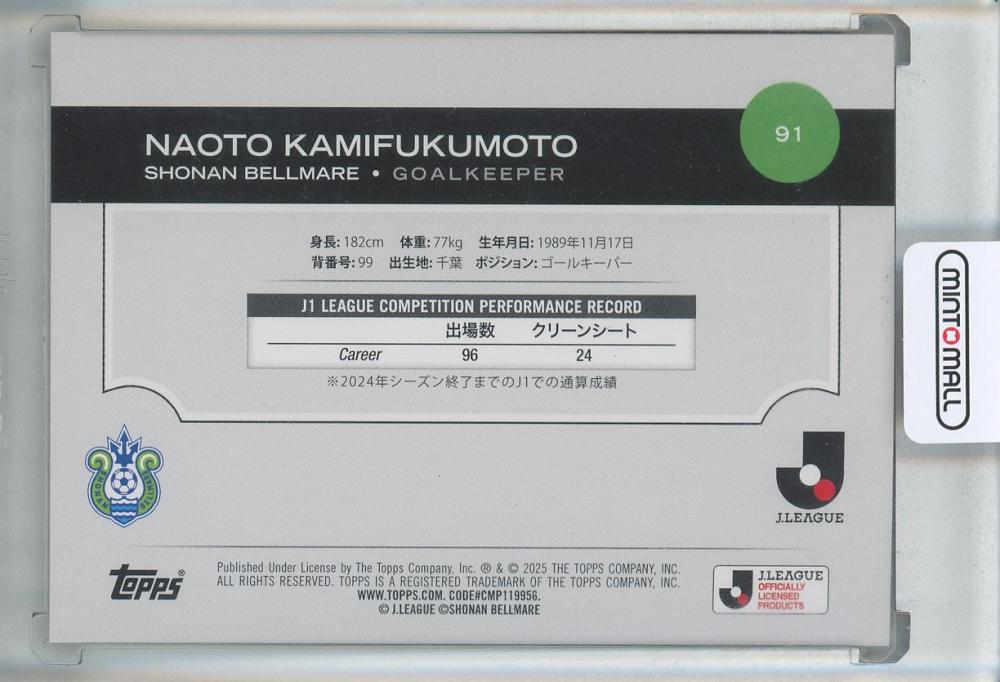 NAOTO KAMIFUKUMOTO
SHONAN BELLMARE • GOALKEEPER
91
身長: 182cm 体重: 77kg 生年月日: 1989年11月17日
背番号: 99 出生地: 千葉 ポジション: ゴールキーパー
J1 LEAGUE COMPETITION PERFORMANCE RECORD
出場数 クリーンシート
Career 96 24
※2024年シーズン終了までのJ1での通算成績
MINT MALL
SHONAN BELLMARE
J.LEAGUE
TOPPS
Published Under License by The Topps Company, Inc. ® & © 2025 THE TOPPS COMPANY, INC.
ALL RIGHTS RESERVED. TOPPS IS A REGISTERED TRADEMARK OF THE TOPPS COMPANY, INC.
WWW.TOPPS.COM. CODE#CMP119956.
© J.LEAGUE ©SHONAN BELLMARE
J.LEAGUE
OFFICIALLY
LICENSED
PRODUCTS